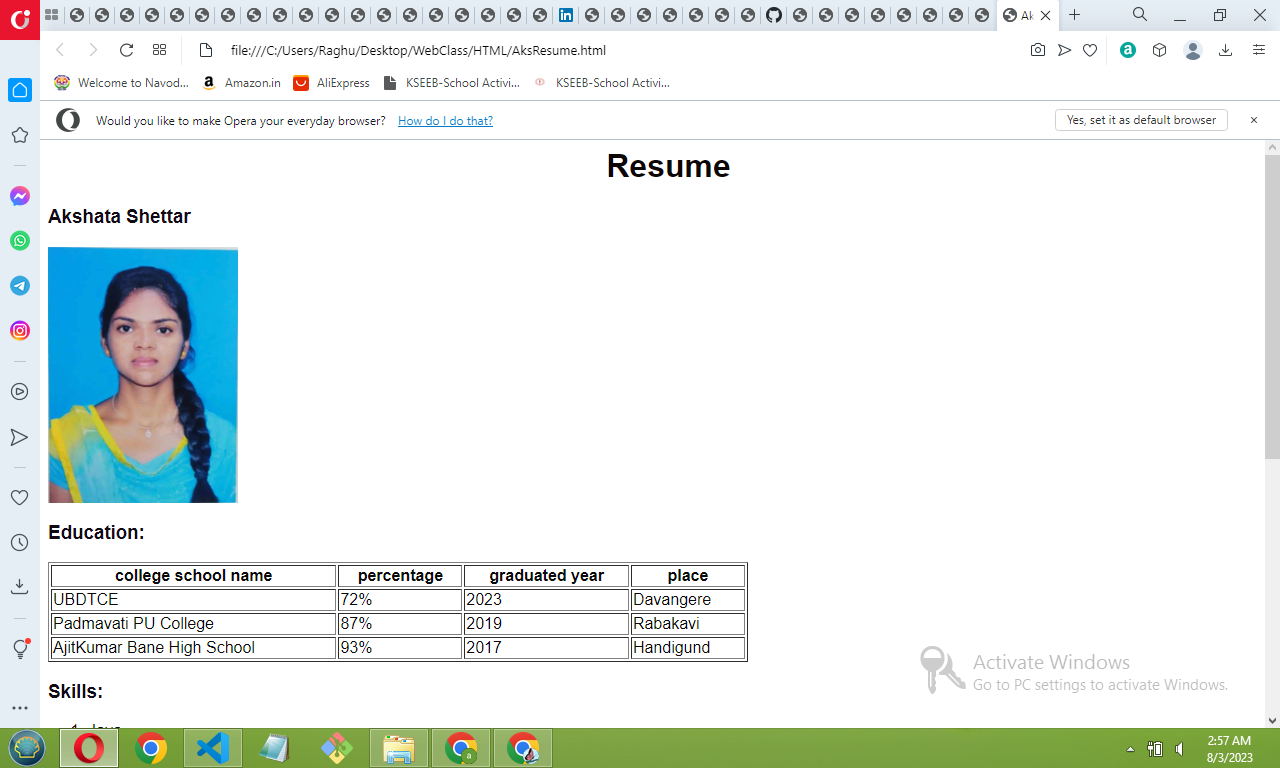 Ak
file:///C:/Users/Raghu/Desktop/WebClass/HTML/AksResume.html
Welcome to Navod... Amazon.in AliExpress KSEEB-School Activi... KSEEB-School Activi...
Would you like to make Opera your everyday browser? How do I do that? Yes, set it as default browser
Resume
Akshata Shettar
Education:
college school name percentage graduated year place
UBDTCE 72% 2023 Davangere
Padmavati PU College 87% 2019 Rabakavi
AjitKumar Bane High School 93% 2017 Handigund
Activate Windows
Go to PC settings to activate Windows.
Skills:
1. Java
2:57 AM
8/3/2023